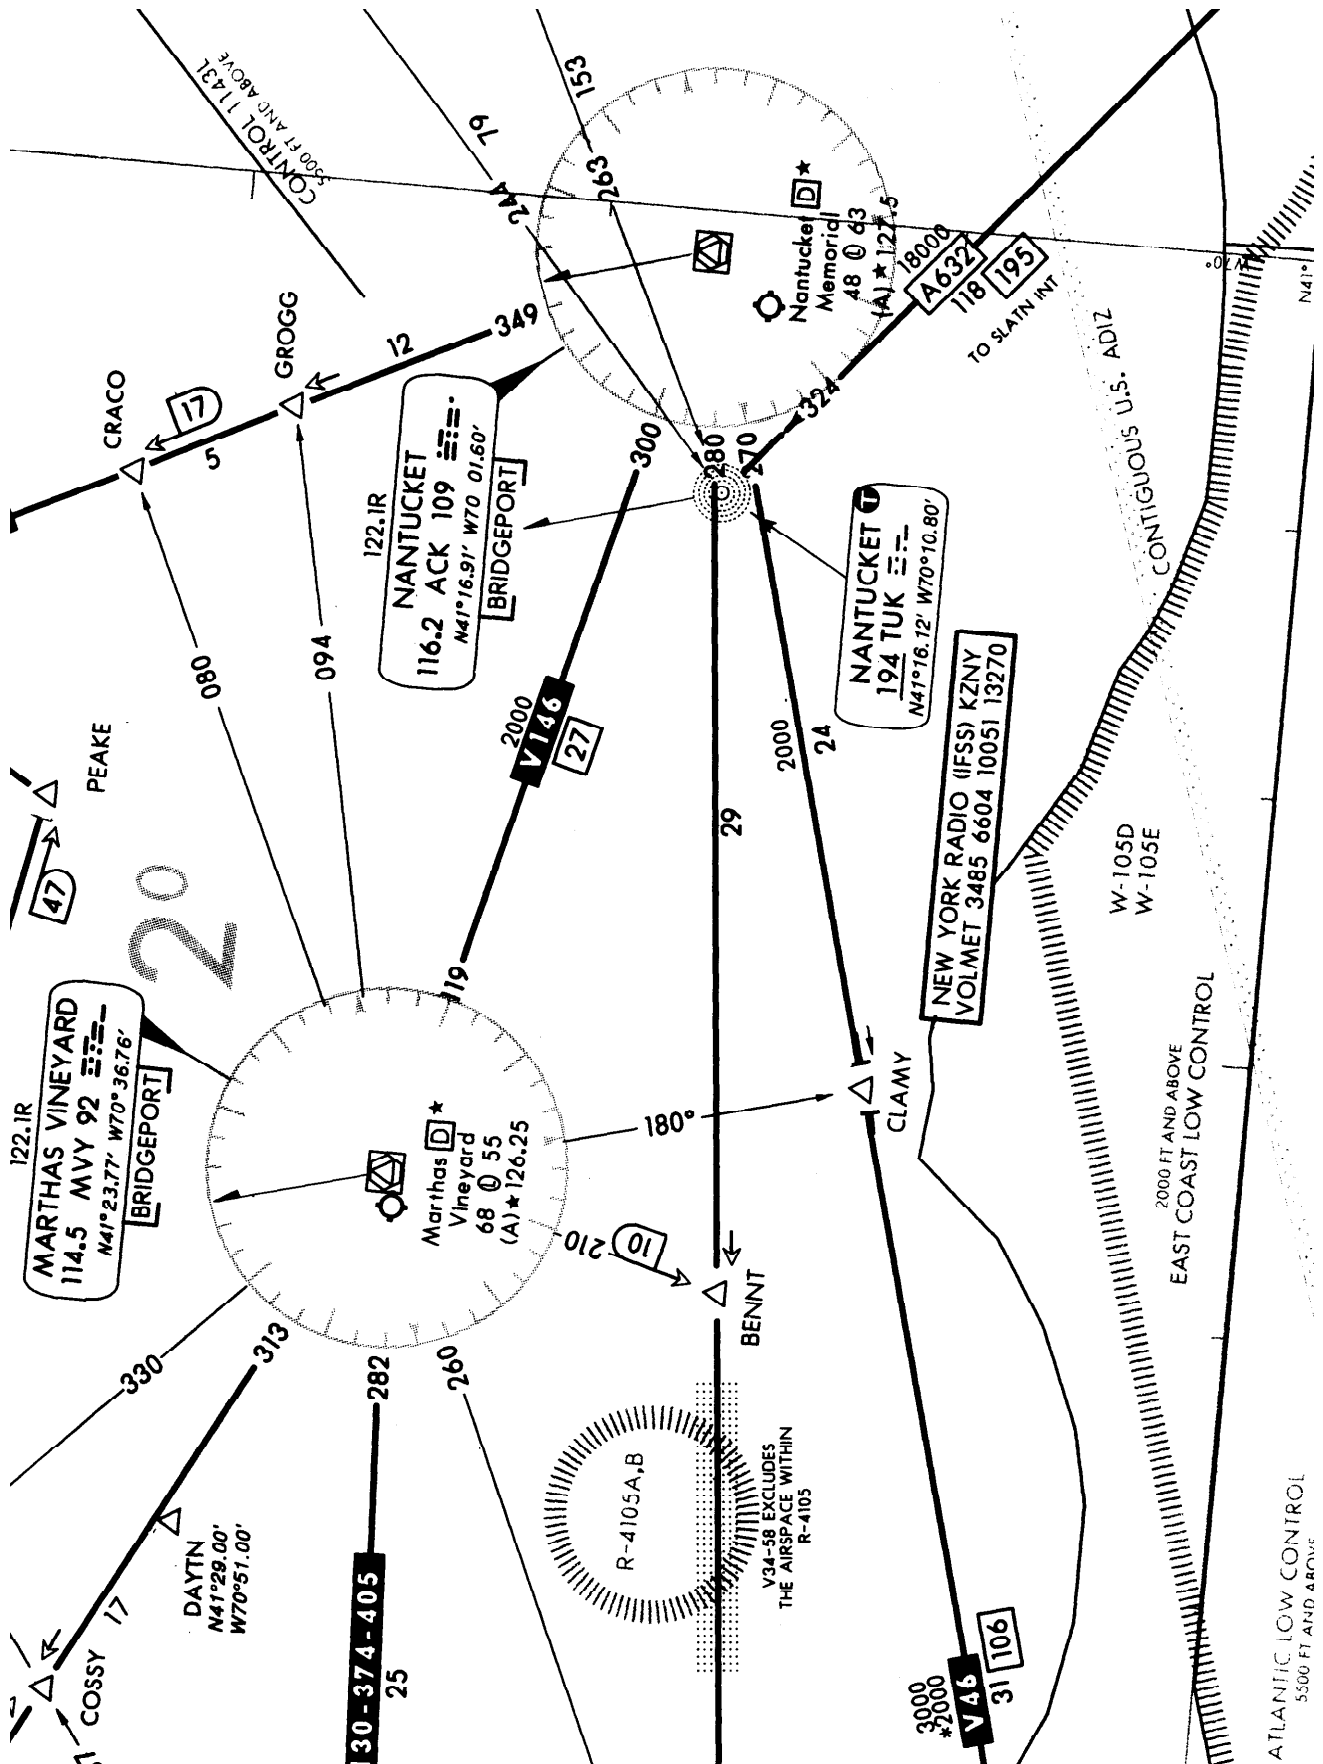 CONTROL 1143L
5500 FT AND ABOVE
153
79
244
263
Nantucket D ★
Memorial
48 L 63
(A) ★ 127.5
18000
A632
118
195
TO SLATN INT
324
CONTIGUOUS U.S. ADIZ
W70°
N41°
GROGG
12
349
CRACO
17
5
122.1R
NANTUCKET
116.2 ACK 109
N41°16.91' W70 01.60'
BRIDGEPORT
300
280
270
NANTUCKET T
194 TUK
N41°16.12' W70°10.80'
080
094
2000
V146
27
119
29
2000
24
NEW YORK RADIO (IFSS) KZNY
VOLMET 3485 6604 10051 13270
W-105D
W-105E
PEAKE
47
2°
122.1R
MARTHAS VINEYARD
114.5 MVY 92
N41°23.77' W70°36.76'
BRIDGEPORT
Marthas D ★
Vineyard
68 L 55
(A) ★ 126.25
180°
CLAMY
210
10
BENNT
2000 FT AND ABOVE
EAST COAST LOW CONTROL
330
313
282
260
DAYTN
N41°29.00'
W70°51.00'
17
COSSY
30-374-405
25
R-4105A,B
V34-58 EXCLUDES
THE AIRSPACE WITHIN
R-4105
3000
*2000
V46
31
106
ATLANTIC LOW CONTROL
5500 FT AND ABOVE